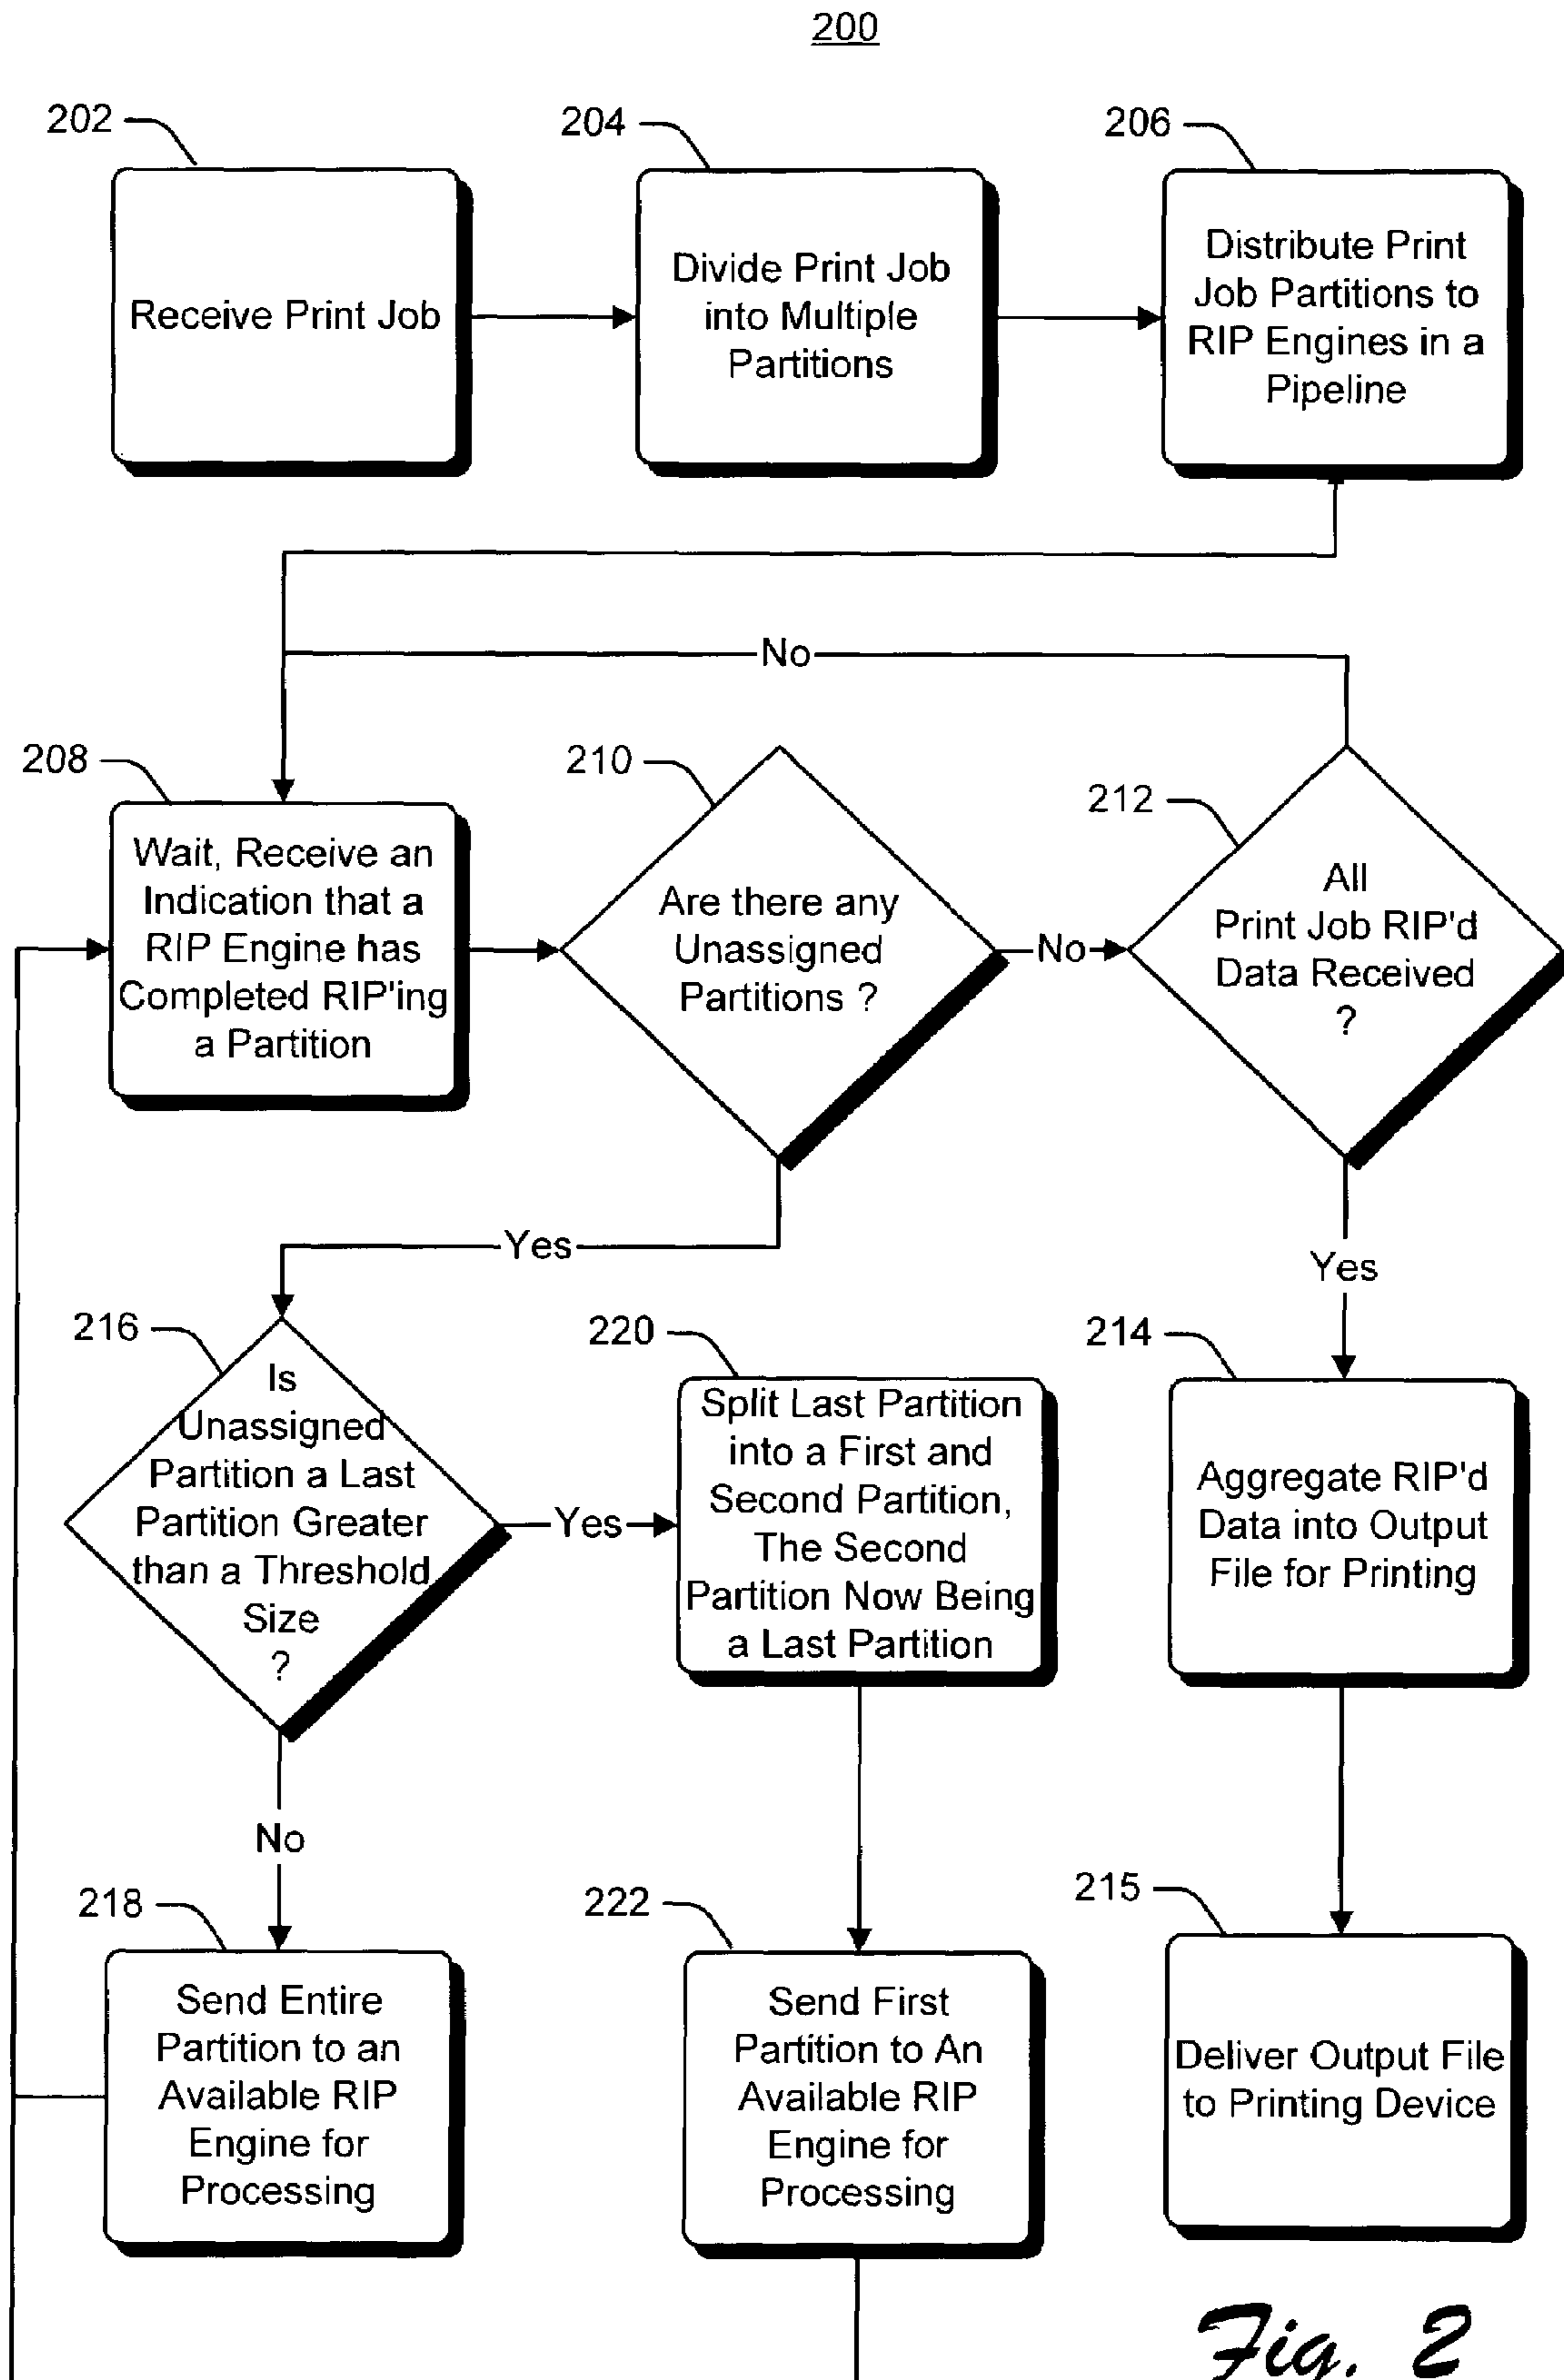 200
202
204
206
Receive Print Job
Divide Print Job
into Multiple
Partitions
Distribute Print
Job Partitions to
RIP Engines in a
Pipeline
No
208
210
212
Wait, Receive an
Indication that a
RIP Engine has
Completed RIP'ing
a Partition
Are there any
Unassigned
Partitions ?
No
All
Print Job RIP'd
Data Received
?
Yes
Yes
216
220
214
Is
Unassigned
Partition a Last
Partition Greater
than a Threshold
Size
?
Yes
Split Last Partition
into a First and
Second Partition,
The Second
Partition Now Being
a Last Partition
Aggregate RIP'd
Data into Output
File for Printing
No
218
222
215
Send Entire
Partition to an
Available RIP
Engine for
Processing
Send First
Partition to An
Available RIP
Engine for
Processing
Deliver Output File
to Printing Device
Fig. 2